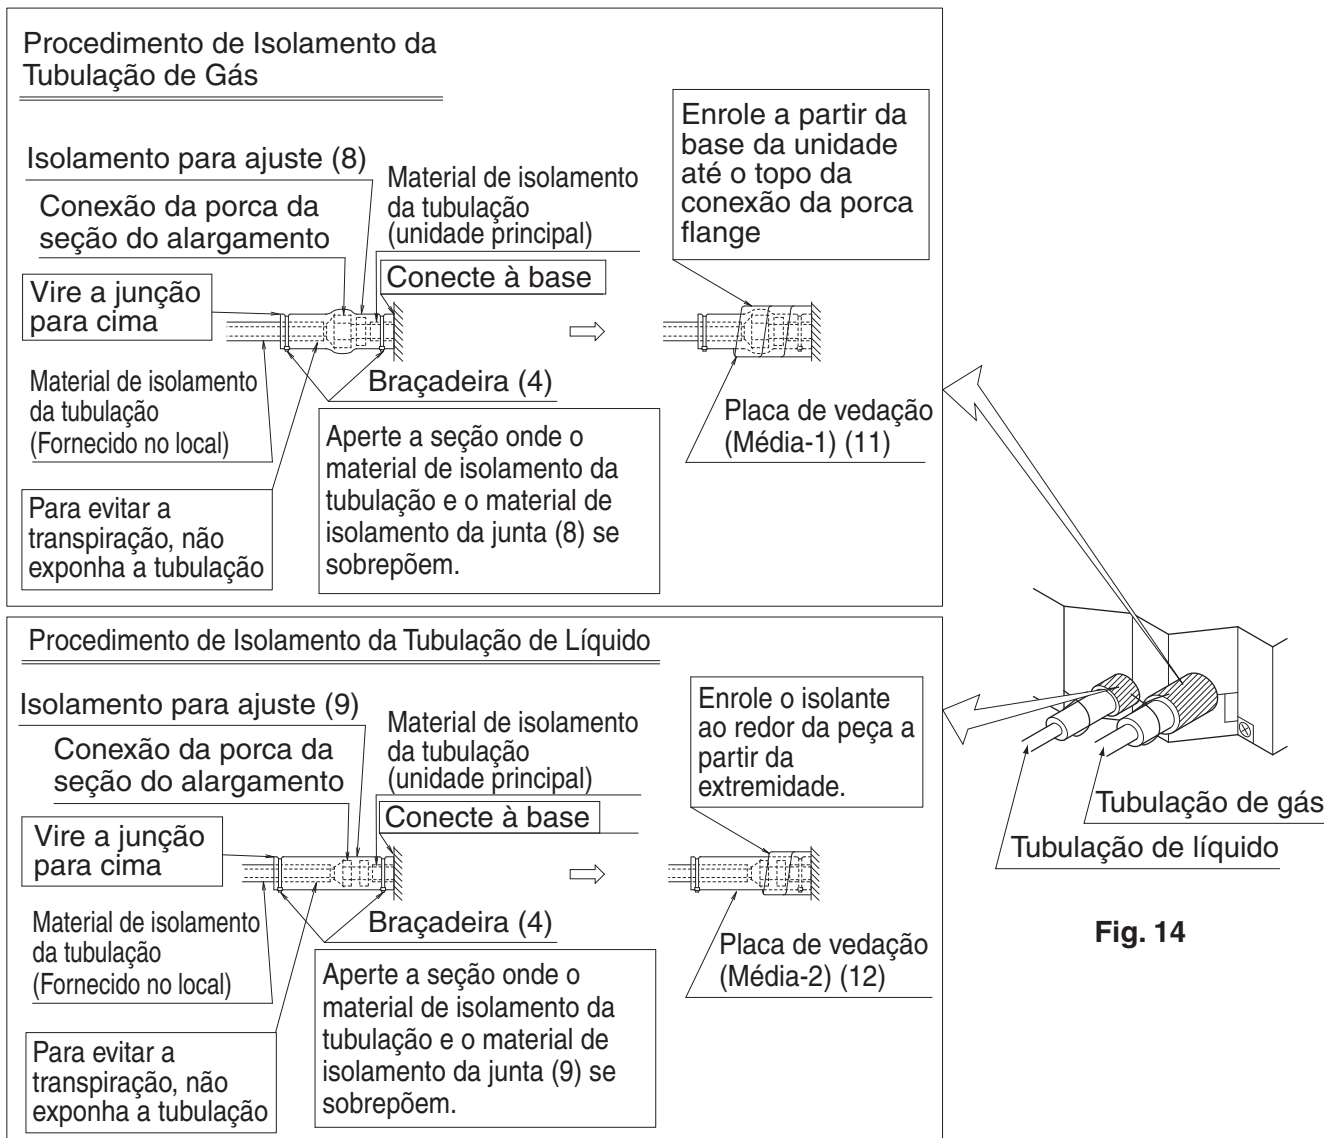 Procedimento de Isolamento da
Tubulação de Gás
Isolamento para ajuste (8)
Conexão da porca da
seção do alargamento
Material de isolamento
da tubulação
(unidade principal)
Conecte à base
Vire a junção
para cima
Material de isolamento
da tubulação
(Fornecido no local)
Para evitar a
transpiração, não
exponha a tubulação
Braçadeira (4)
Aperte a seção onde o
material de isolamento da
tubulação e o material de
isolamento da junta (8) se
sobrepõem.
Enrole a partir da
base da unidade
até o topo da
conexão da porca
flange
Placa de vedação
(Média-1) (11)
Procedimento de Isolamento da Tubulação de Líquido
Isolamento para ajuste (9)
Conexão da porca da
seção do alargamento
Material de isolamento
da tubulação
(unidade principal)
Conecte à base
Vire a junção
para cima
Material de isolamento
da tubulação
(Fornecido no local)
Para evitar a
transpiração, não
exponha a tubulação
Braçadeira (4)
Aperte a seção onde o
material de isolamento da
tubulação e o material de
isolamento da junta (9) se
sobrepõem.
Enrole o isolante
ao redor da peça a
partir da
extremidade.
Placa de vedação
(Média-2) (12)
Tubulação de gás
Tubulação de líquido
Fig. 14